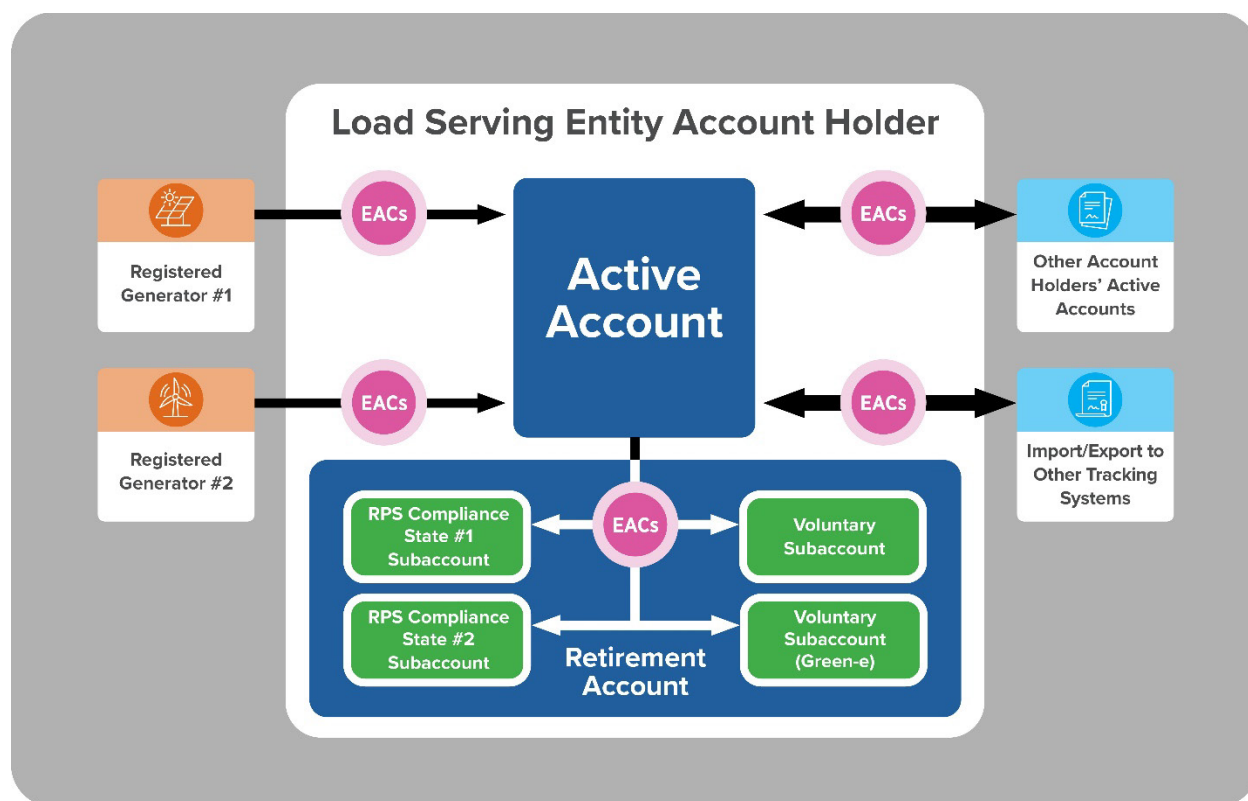 Load Serving Entity Account Holder
EACs
EACs
Registered
Generator #1
Active
Account
Other Account
Holders’ Active
Accounts
EACs
EACs
Registered
Generator #2
Import/Export to
Other Tracking
Systems
EACs
RPS Compliance
State #1
Subaccount
Voluntary
Subaccount
RPS Compliance
State #2
Subaccount
Voluntary
Subaccount
(Green-e)
Retirement
Account